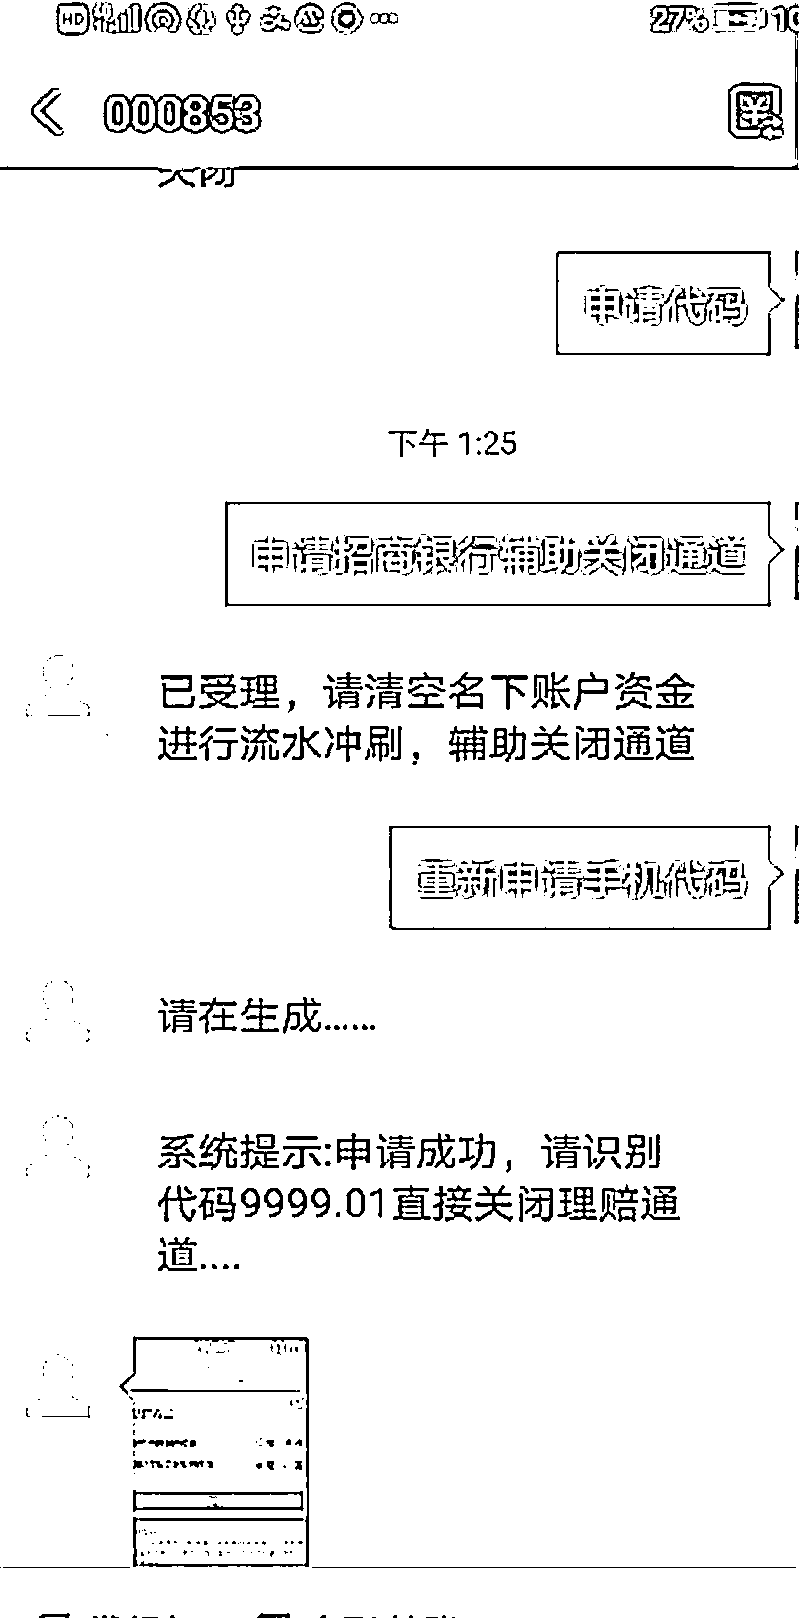 HD
27%
10
000853
关闭
申请代码
下午 1:25
申请招商银行辅助关闭通道
已受理，请清空名下账户资金
进行流水冲刷，辅助关闭通道
重新申请手机代码
请在生成……
系统提示:申请成功，请识别
代码9999.01直接关闭理赔通
道....